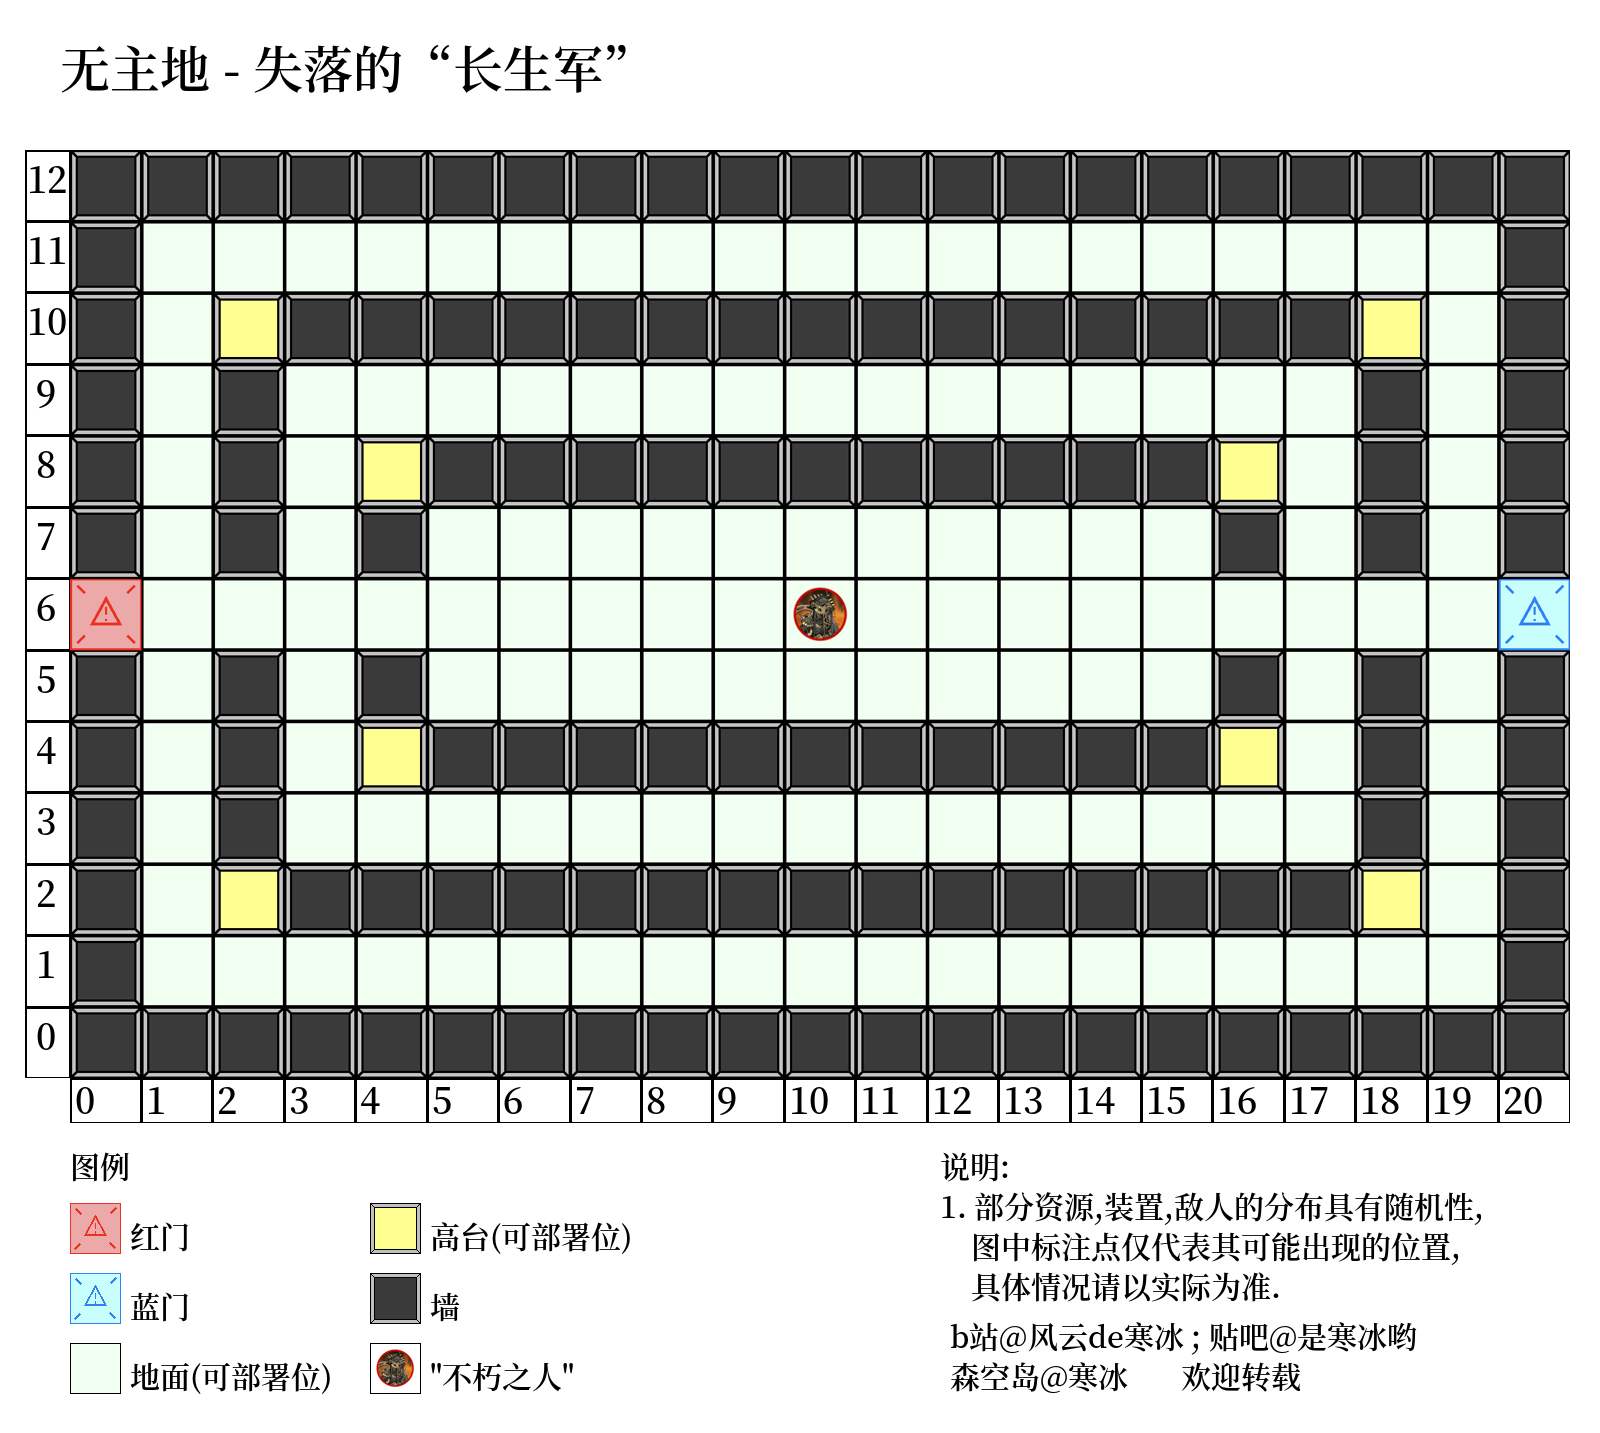 无主地 - 失落的“长生军”
12
11
10
9
8
7
6
5
4
3
2
1
0
0 1 2 3 4 5 6 7 8 9 10 11 12 13 14 15 16 17 18 19 20
图例
红门
高台(可部署位)
蓝门
墙
地面(可部署位)
"不朽之人"
说明:
1. 部分资源,装置,敌人的分布具有随机性,
图中标注点仅代表其可能出现的位置,
具体情况请以实际为准.
b站@风云de寒冰 ; 贴吧@是寒冰哟
森空岛@寒冰 欢迎转载